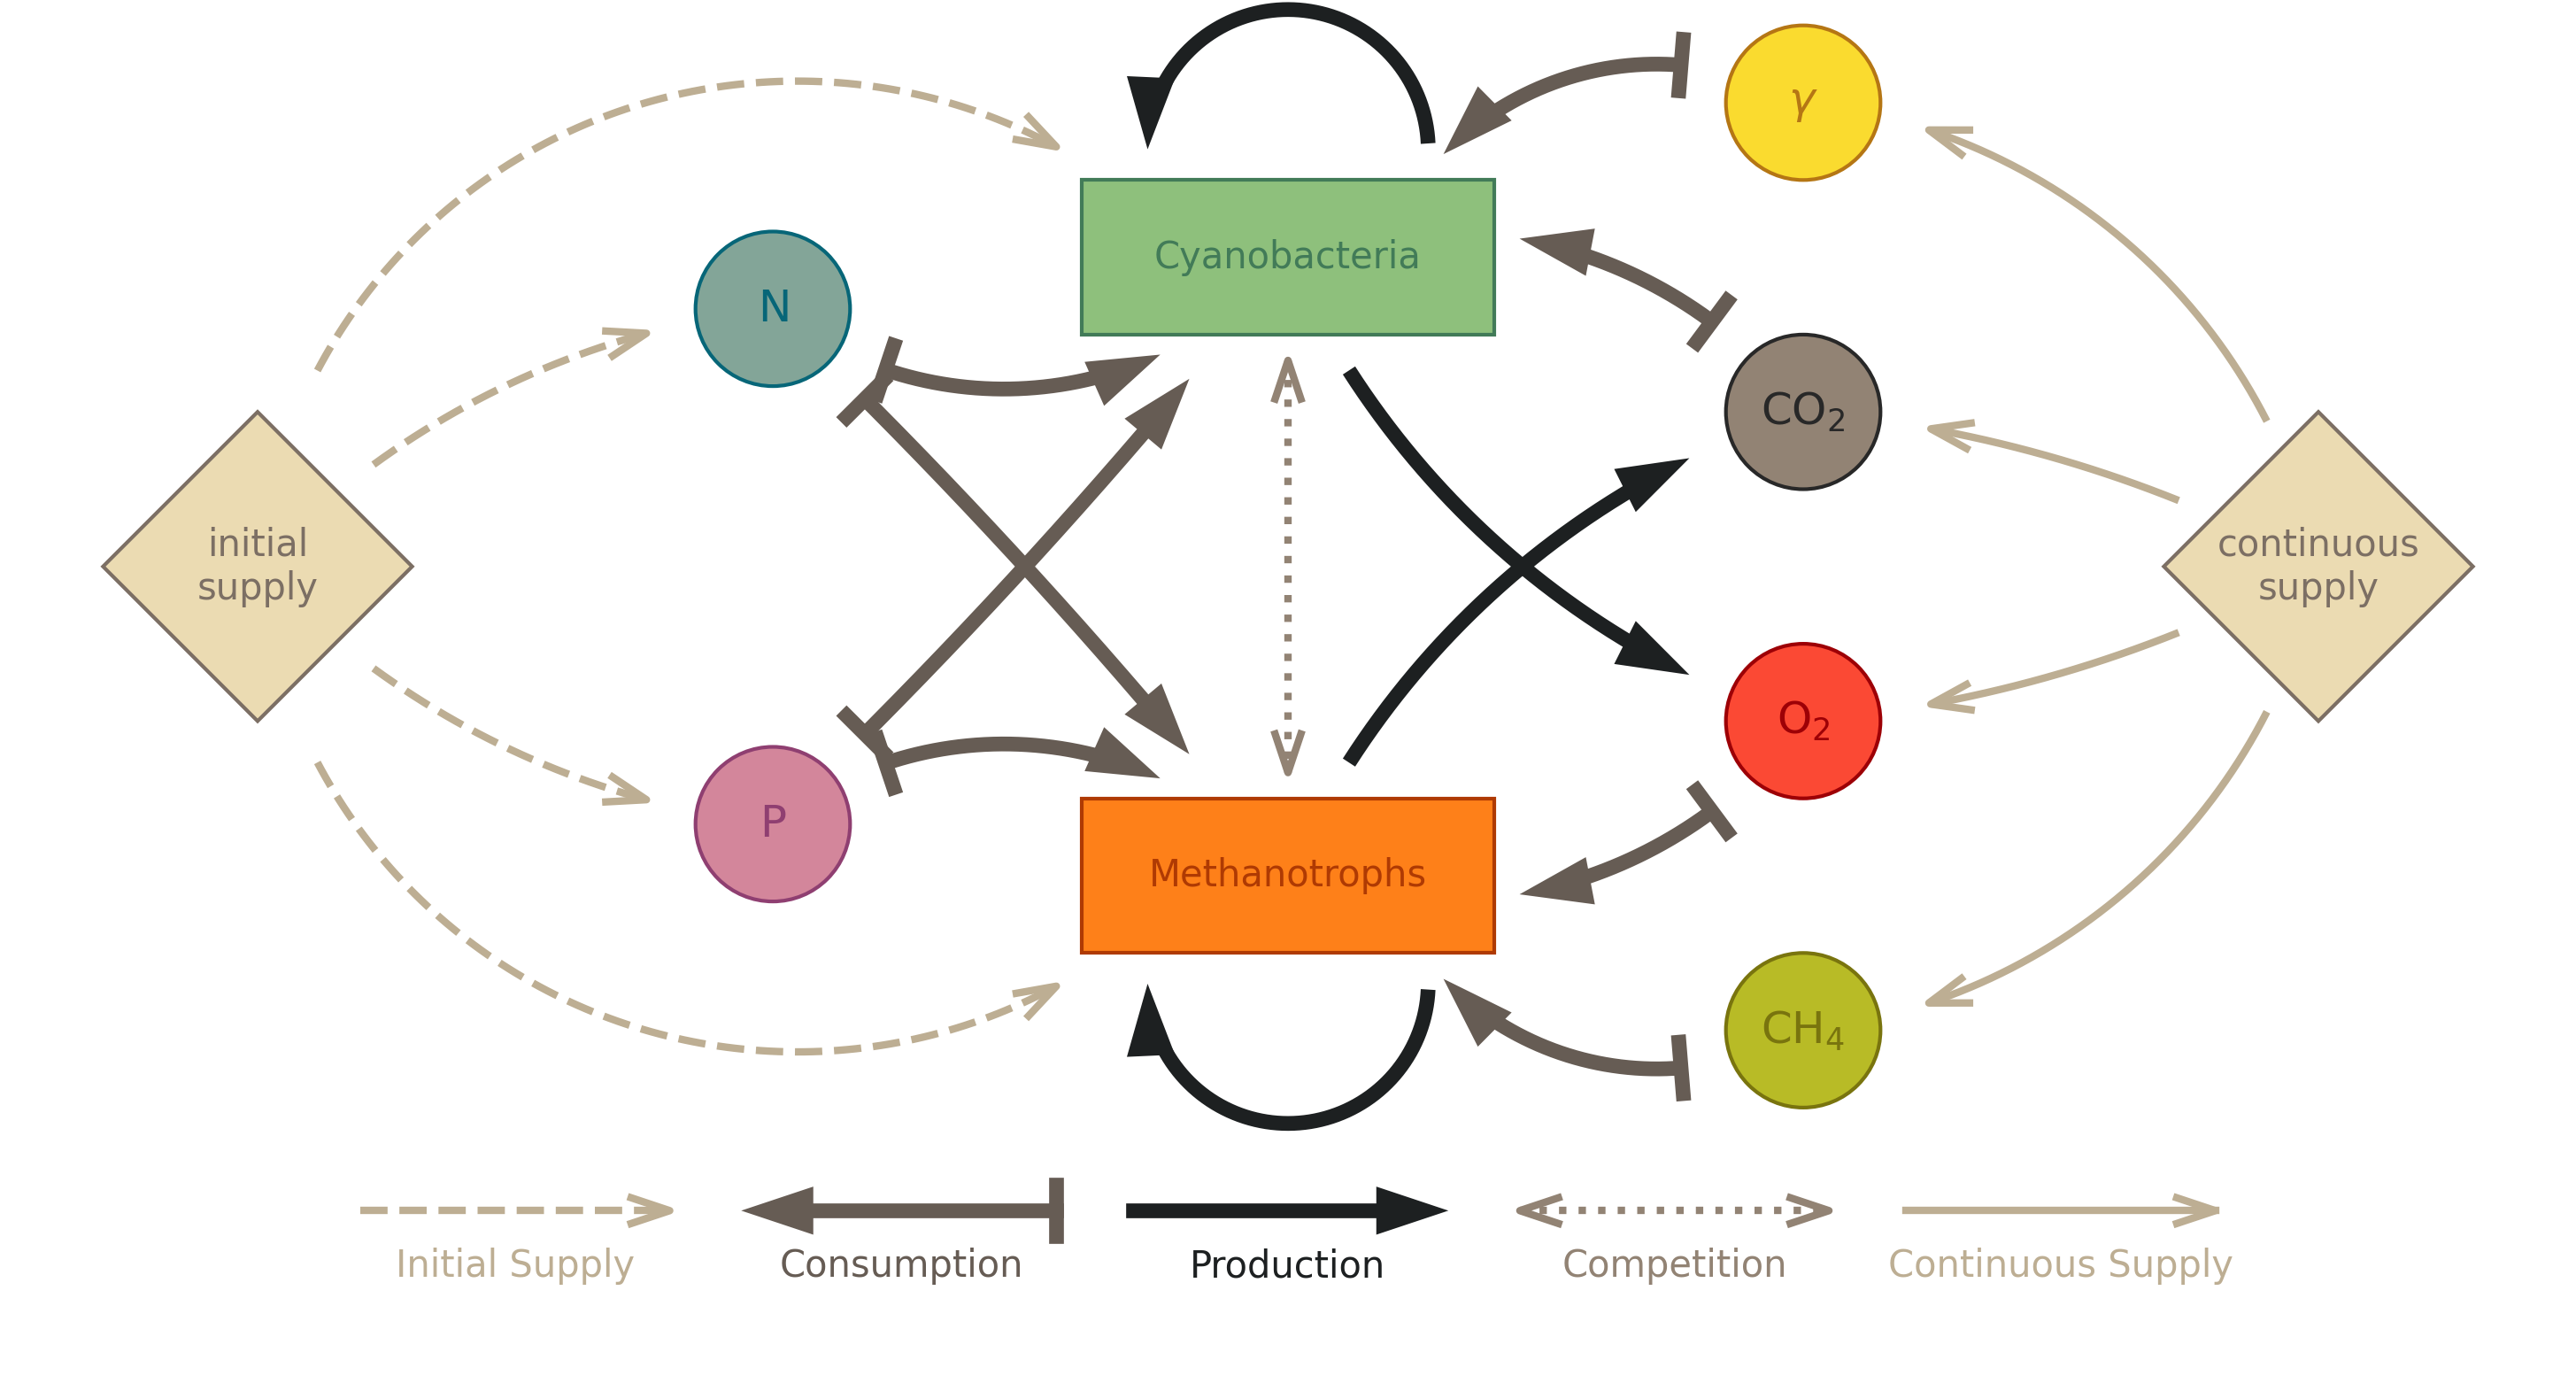 γ
Cyanobacteria
N
CO₂
initial
supply
continuous
supply
O₂
P
Methanotrophs
CH₄
Initial Supply
Consumption
Production
Competition
Continuous Supply